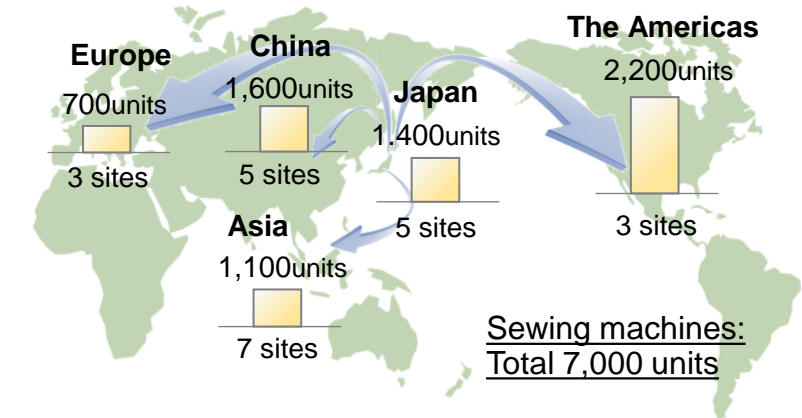 Europe
700units
3 sites
China
1,600units
5 sites
Japan
1.400units
5 sites
The Americas
2,200units
3 sites
Asia
1,100units
7 sites
Sewing machines:
Total 7,000 units